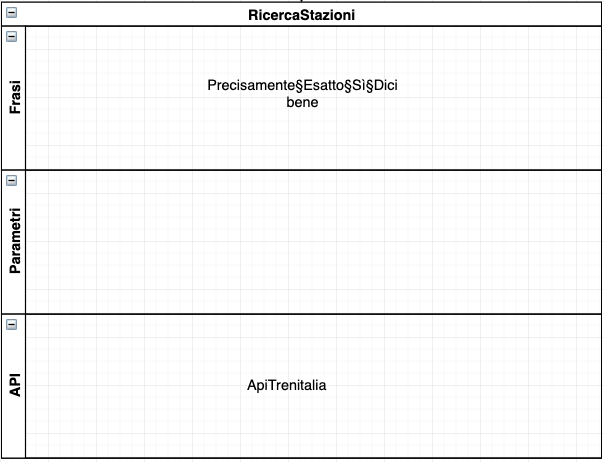 RicercaStazioni
Frasi
Precisamente§Esatto§Sì§Dici
bene
Parametri
API
ApiTrenitalia